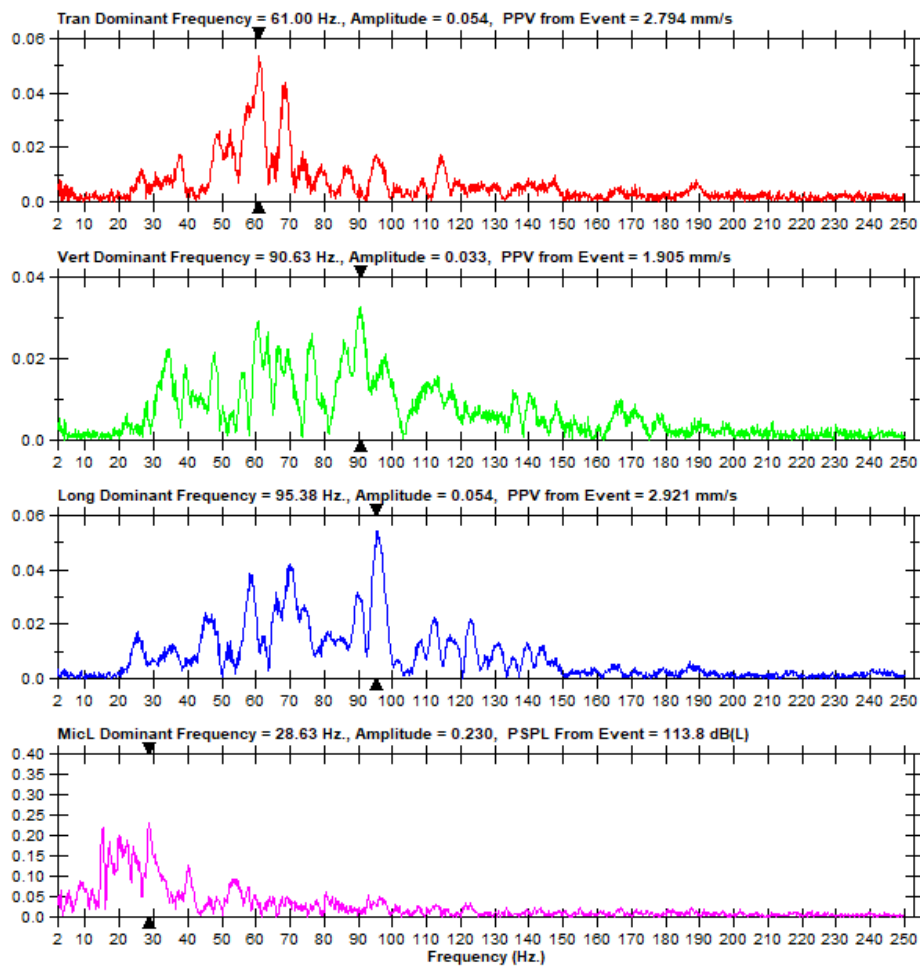 Tran Dominant Frequency = 61.00 Hz., Amplitude = 0.054, PPV from Event = 2.794 mm/s
0.06
0.04
0.02
0.0
2 10 20 30 40 50 60 70 80 90 100 110 120 130 140 150 160 170 180 190 200 210 220 230 240 250
Vert Dominant Frequency = 90.63 Hz., Amplitude = 0.033, PPV from Event = 1.905 mm/s
0.04
0.02
0.0
2 10 20 30 40 50 60 70 80 90 100 110 120 130 140 150 160 170 180 190 200 210 220 230 240 250
Long Dominant Frequency = 95.38 Hz., Amplitude = 0.054, PPV from Event = 2.921 mm/s
0.06
0.04
0.02
0.0
2 10 20 30 40 50 60 70 80 90 100 110 120 130 140 150 160 170 180 190 200 210 220 230 240 250
MicL Dominant Frequency = 28.63 Hz., Amplitude = 0.230, PSPL From Event = 113.8 dB(L)
0.40
0.35
0.30
0.25
0.20
0.15
0.10
0.05
0.0
2 10 20 30 40 50 60 70 80 90 100 110 120 130 140 150 160 170 180 190 200 210 220 230 240 250
Frequency (Hz.)